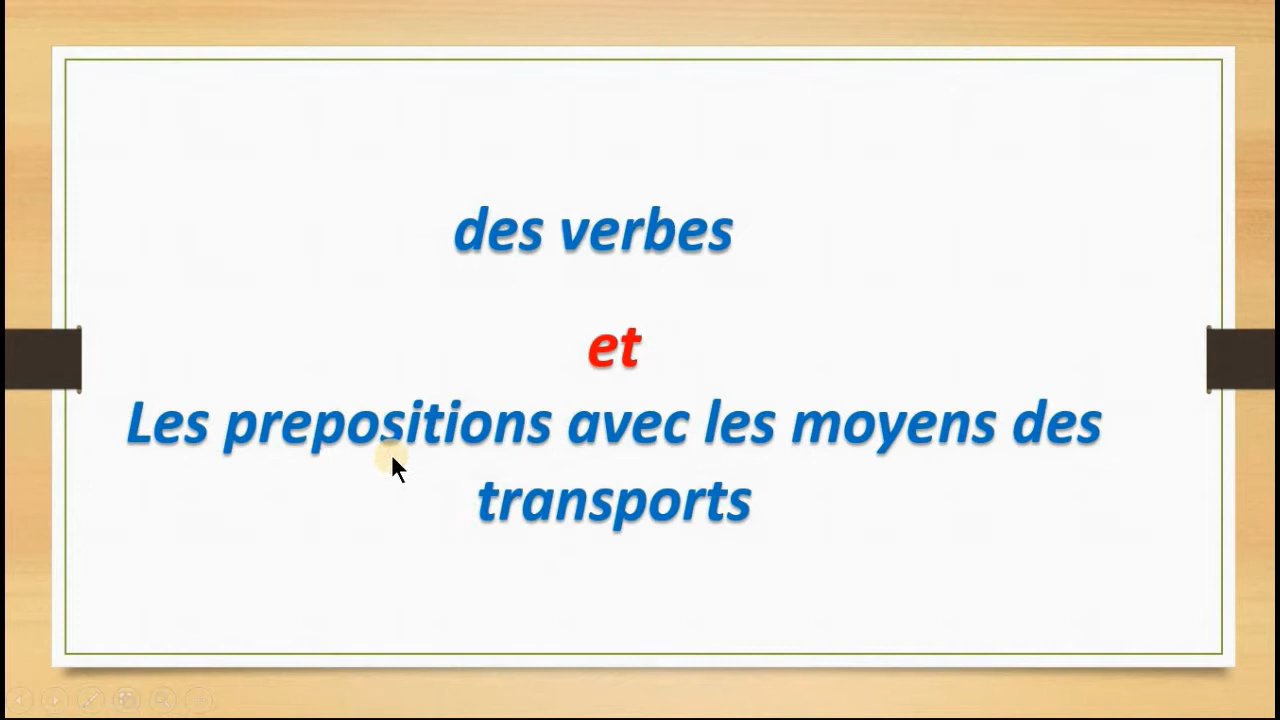 des verbes
et
Les prepositions avec les moyens des
transports